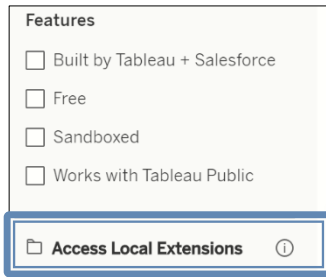 Features
Built by Tableau + Salesforce
Free
Sandboxed
Works with Tableau Public
Access Local Extensions